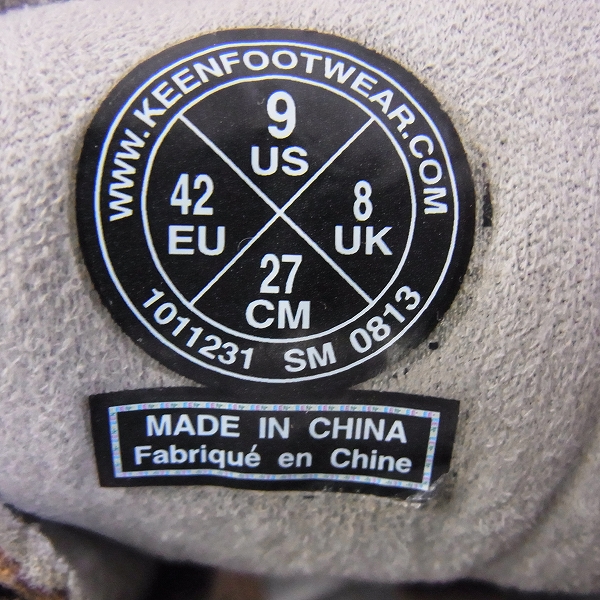 WWW.KEENFOOTWEAR.COM
9
US
42
EU
8
UK
27
CM
1011231 SM 0813
MADE IN CHINA
Fabriqué en Chine